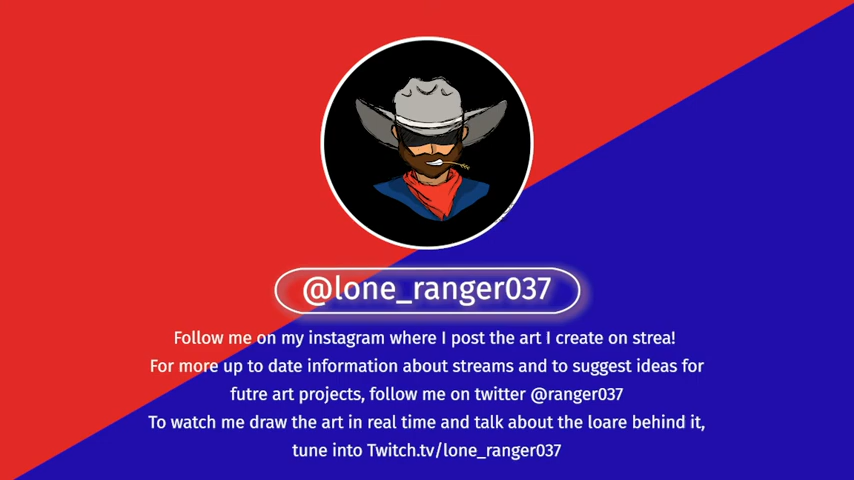 @lone_ranger037
Follow me on my instagram where I post the art I create on strea!
For more up to date information about streams and to suggest ideas for
futre art projects, follow me on twitter @ranger037
To watch me draw the art in real time and talk about the loare behind it,
tune into Twitch.tv/lone_ranger037